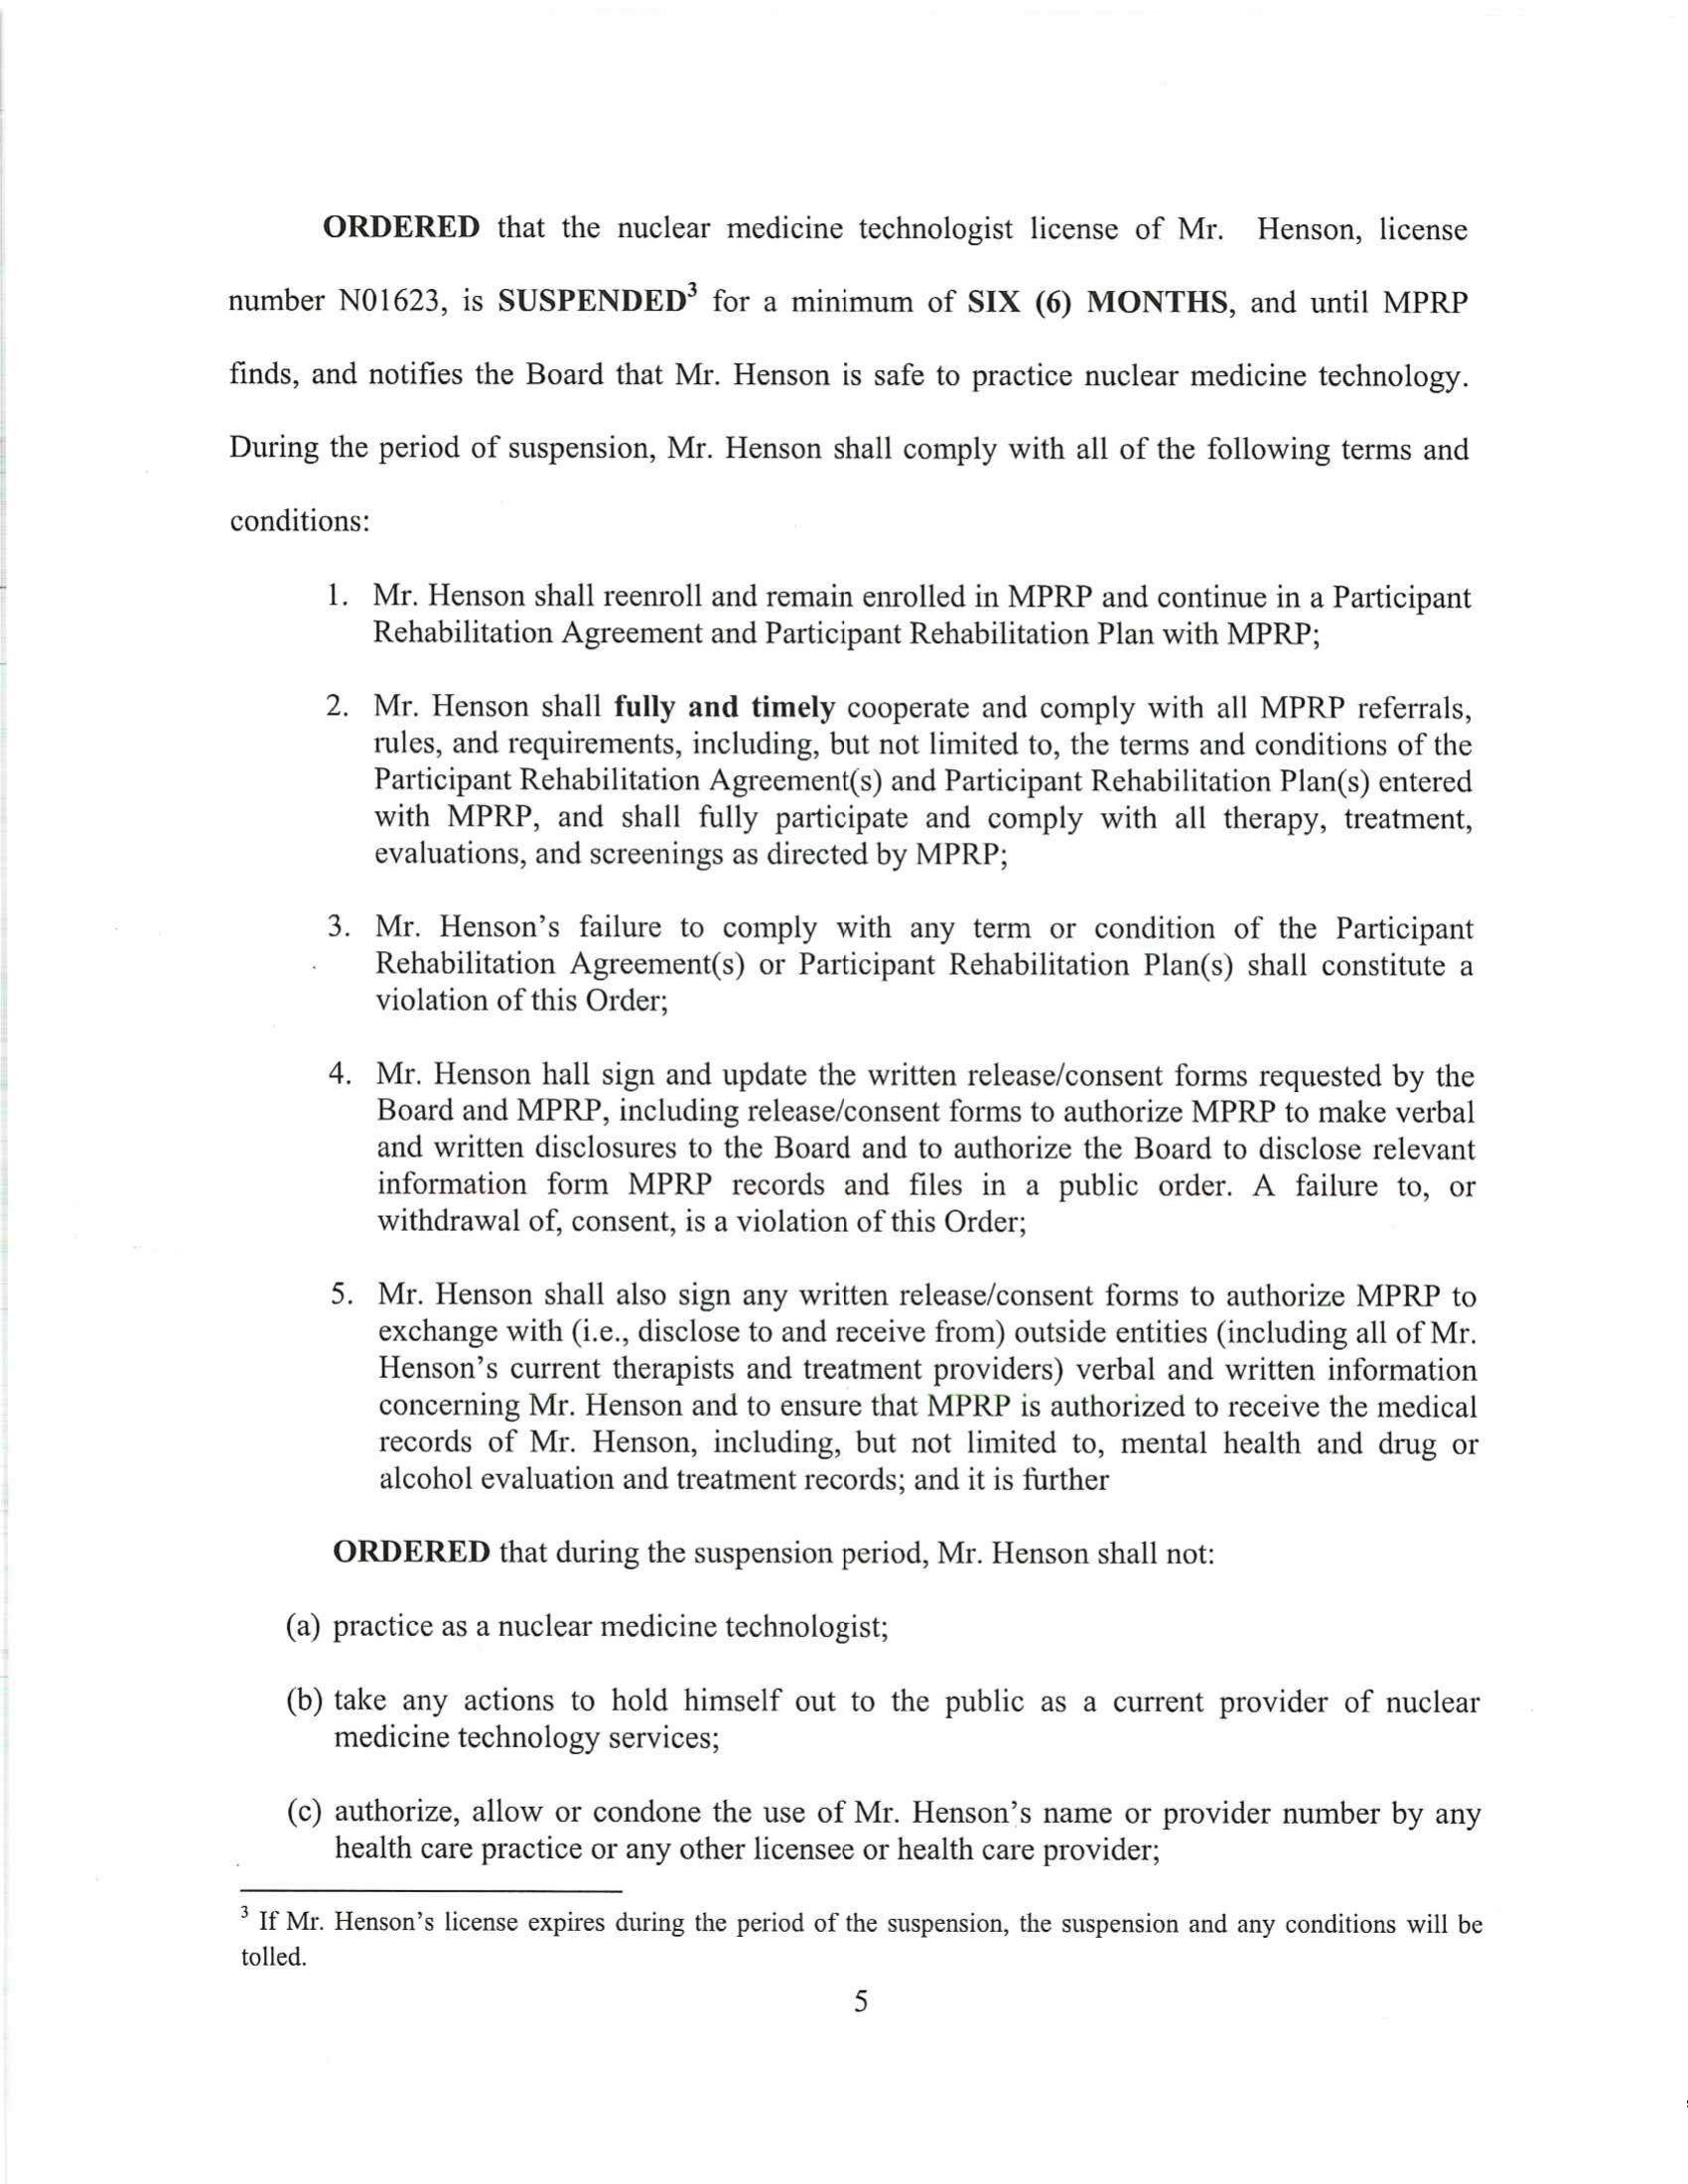 ORDERED that the nuclear medicine technologist license of Mr. Henson, license
number N01623, is SUSPENDED³ for a minimum of SIX (6) MONTHS, and until MPRP
finds, and notifies the Board that Mr. Henson is safe to practice nuclear medicine technology.
During the period of suspension, Mr. Henson shall comply with all of the following terms and
conditions:
1. Mr. Henson shall reenroll and remain enrolled in MPRP and continue in a Participant
Rehabilitation Agreement and Participant Rehabilitation Plan with MPRP;
2. Mr. Henson shall fully and timely cooperate and comply with all MPRP referrals,
rules, and requirements, including, but not limited to, the terms and conditions of the
Participant Rehabilitation Agreement(s) and Participant Rehabilitation Plan(s) entered
with MPRP, and shall fully participate and comply with all therapy, treatment,
evaluations, and screenings as directed by MPRP;
3. Mr. Henson's failure to comply with any term or condition of the Participant
Rehabilitation Agreement(s) or Participant Rehabilitation Plan(s) shall constitute a
violation of this Order;
4. Mr. Henson hall sign and update the written release/consent forms requested by the
Board and MPRP, including release/consent forms to authorize MPRP to make verbal
and written disclosures to the Board and to authorize the Board to disclose relevant
information form MPRP records and files in a public order. A failure to, or
withdrawal of, consent, is a violation of this Order;
5. Mr. Henson shall also sign any written release/consent forms to authorize MPRP to
exchange with (i.e., disclose to and receive from) outside entities (including all of Mr.
Henson's current therapists and treatment providers) verbal and written information
concerning Mr. Henson and to ensure that MPRP is authorized to receive the medical
records of Mr. Henson, including, but not limited to, mental health and drug or
alcohol evaluation and treatment records; and it is further
ORDERED that during the suspension period, Mr. Henson shall not:
(a) practice as a nuclear medicine technologist;
(b) take any actions to hold himself out to the public as a current provider of nuclear
medicine technology services;
(c) authorize, allow or condone the use of Mr. Henson's name or provider number by any
health care practice or any other licensee or health care provider;
³ If Mr. Henson's license expires during the period of the suspension, the suspension and any conditions will be
tolled.
5